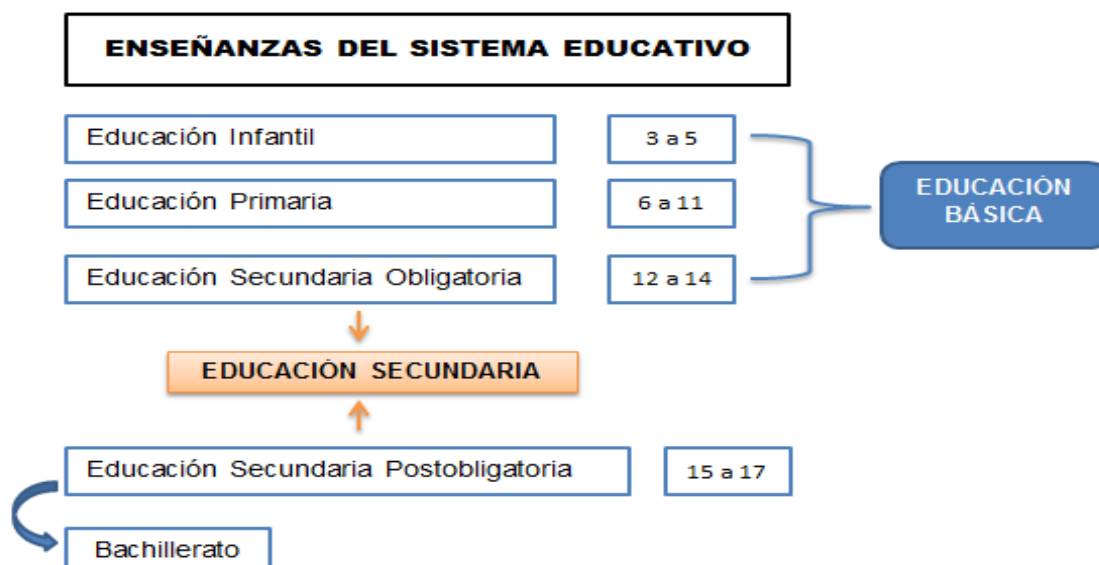 ENSEÑANZAS DEL SISTEMA EDUCATIVO
Educación Infantil
3 a 5
Educación Primaria
6 a 11
EDUCACIÓN
BÁSICA
Educación Secundaria Obligatoria
12 a 14
EDUCACIÓN SECUNDARIA
Educación Secundaria Postobligatoria
15 a 17
Bachillerato